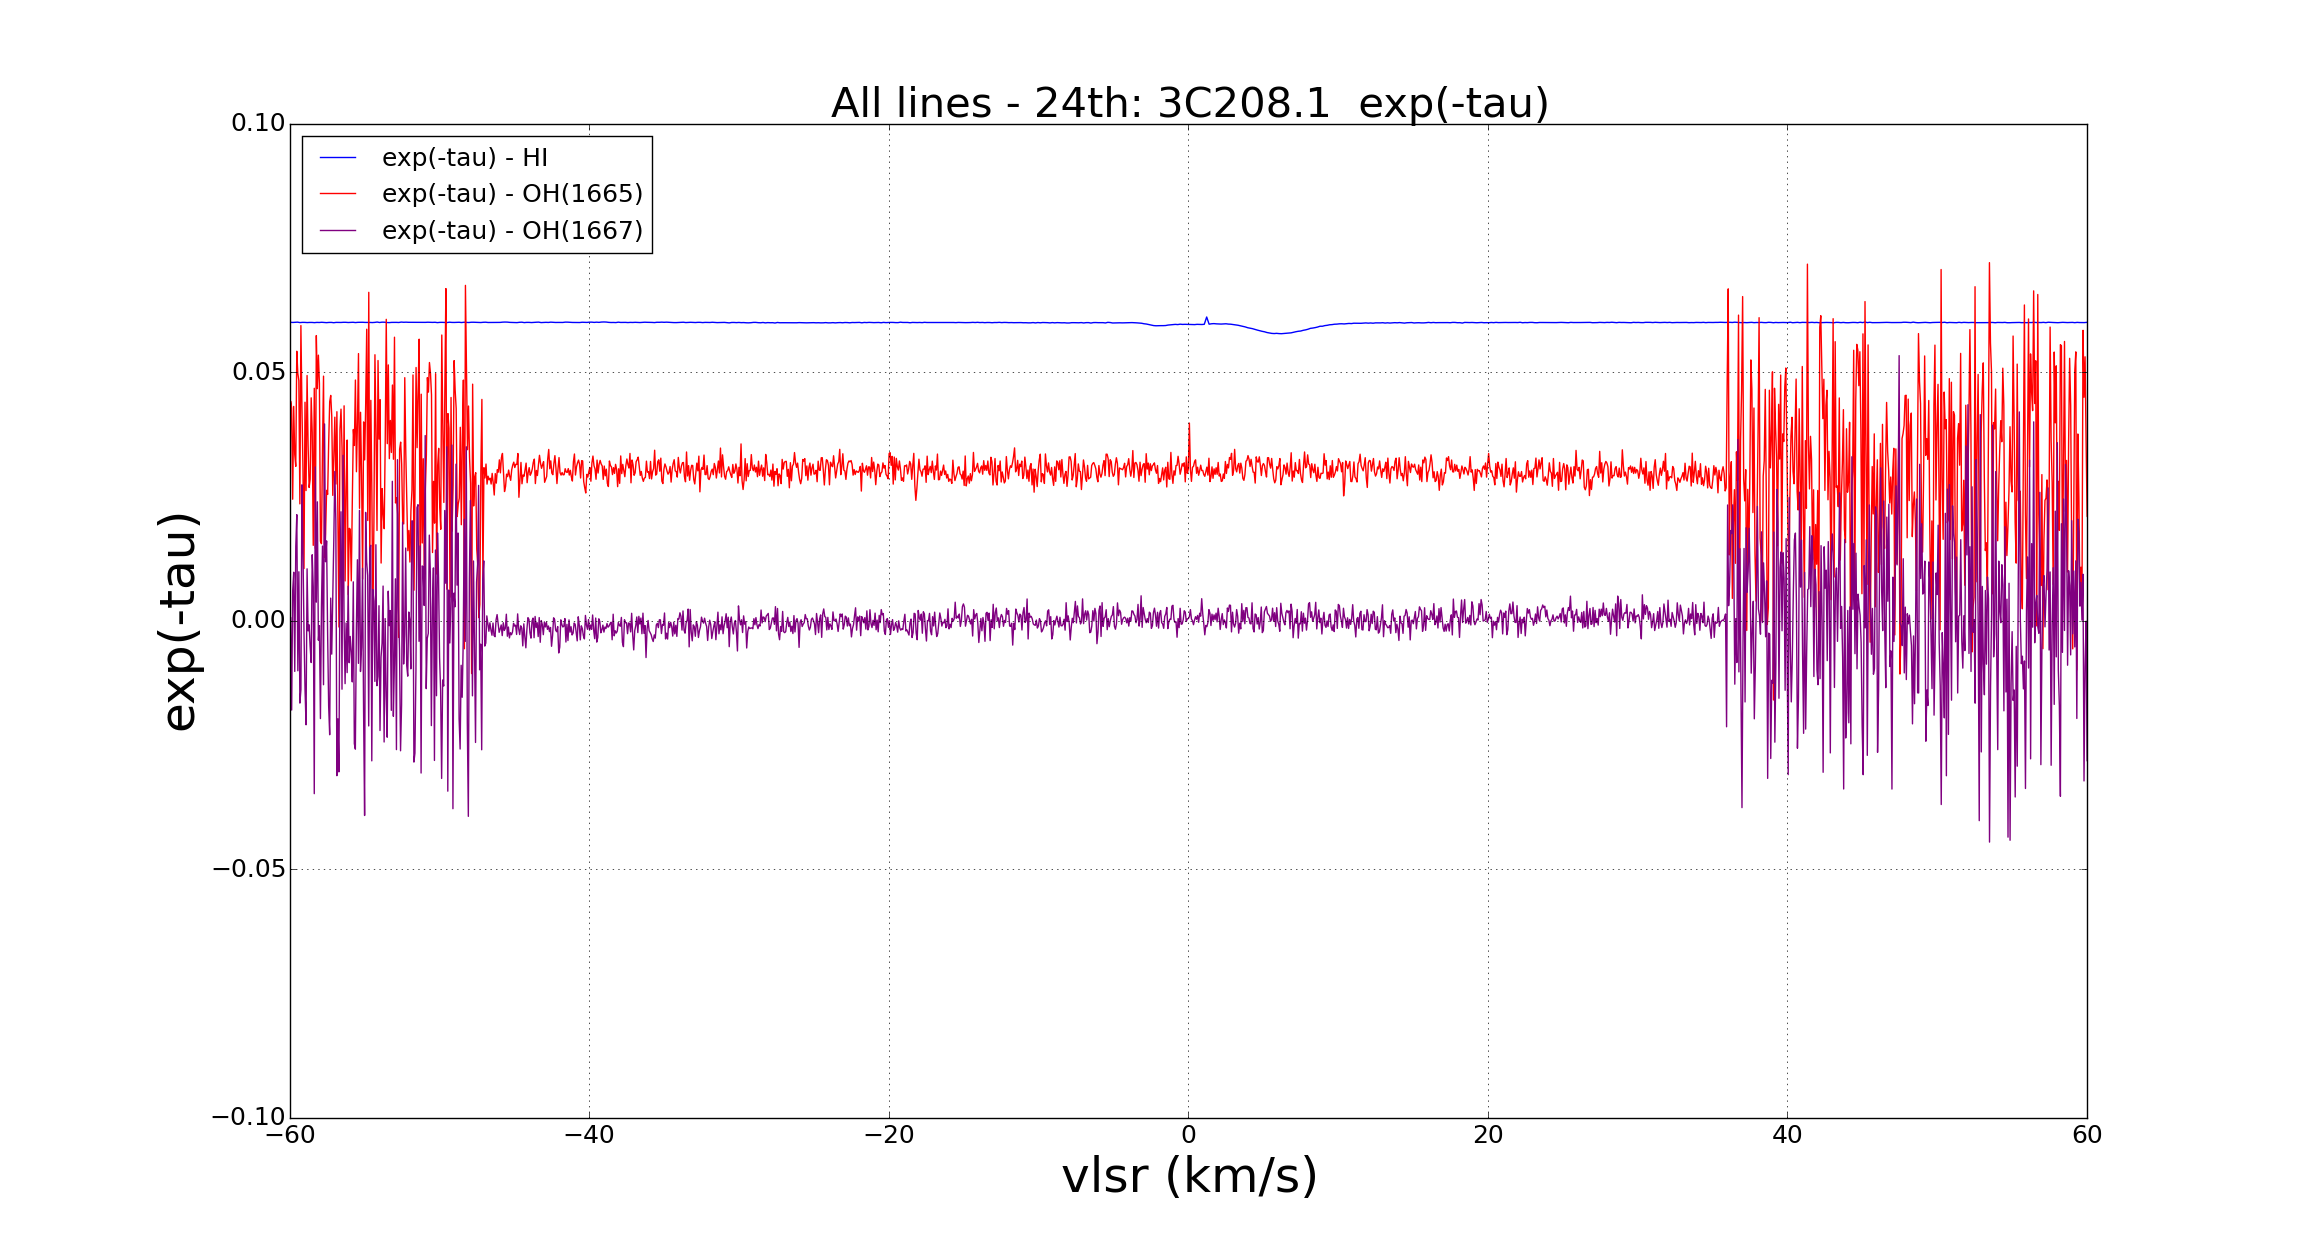 All lines - 24th: 3C208.1  exp(-tau)
exp(-tau) - HI
exp(-tau) - OH(1665)
exp(-tau) - OH(1667)
exp(-tau)
0.10
0.05
0.00
−0.05
−0.10
−60
−40
−20
0
20
40
60
vlsr (km/s)